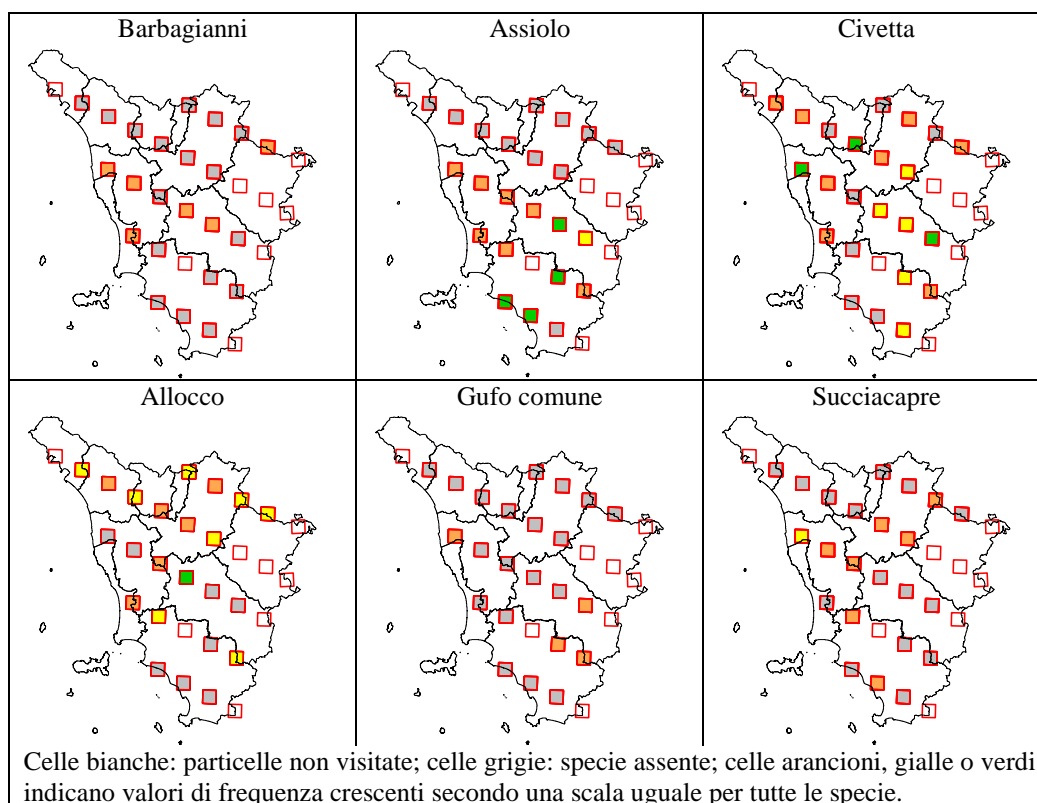 Barbagianni
Assiolo
Civetta
Allocco
Gufo comune
Succiacapre
Celle bianche: particelle non visitate; celle grigie: specie assente; celle arancioni, gialle o verdi
indicano valori di frequenza crescenti secondo una scala uguale per tutte le specie.